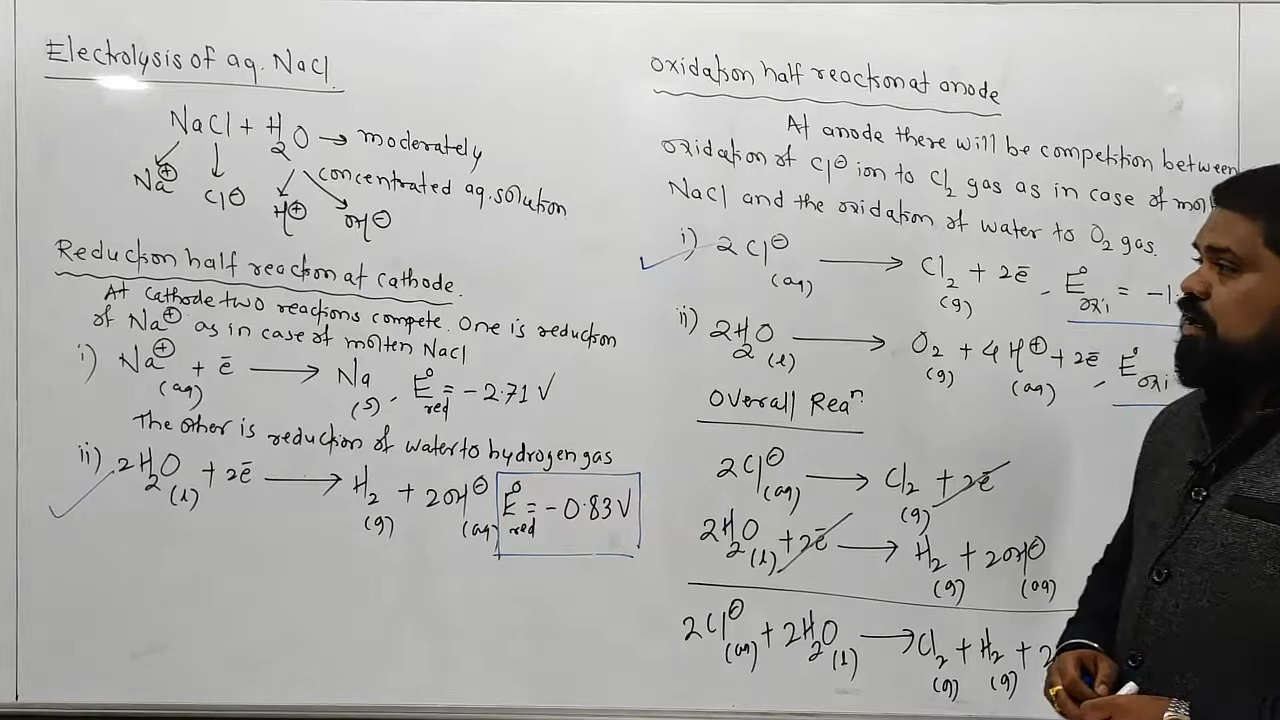 Electrolysis of aq. NaCl.
NaCl + H₂O → moderately
concentrated aq. solution
Na⊕ Cl⊖ H⊕ OH⊖
Reduction half reaction at cathode.
At cathode two reactions compete. One is reduction
of Na⊕ as in case of molten NaCl
i) Na⊕(aq) + ē ⟶ Na(s) , E°red = -2.71 V
The other is reduction of water to hydrogen gas
ii) 2H₂O(l) + 2ē ⟶ H₂(g) + 2OH⊖(aq) E°red = -0.83 V
Oxidation half reaction at anode
At anode there will be competition between
oxidation of Cl⊖ ion to Cl₂ gas as in case of
NaCl and the oxidation of water to O₂ gas.
i) 2Cl⊖(aq) ⟶ Cl₂(g) + 2ē , E°oxi = -1.
ii) 2H₂O(l) ⟶ O₂(g) + 4H⊕(aq) + 2ē , E°oxi
Overall Reaⁿ
2Cl⊖(aq) ⟶ Cl₂(g) + 2ē
2H₂O(l) + 2ē ⟶ H₂(g) + 2OH⊖(aq)
2Cl⊖(aq) + 2H₂O(l) ⟶ Cl₂(g) + H₂(g) + 2